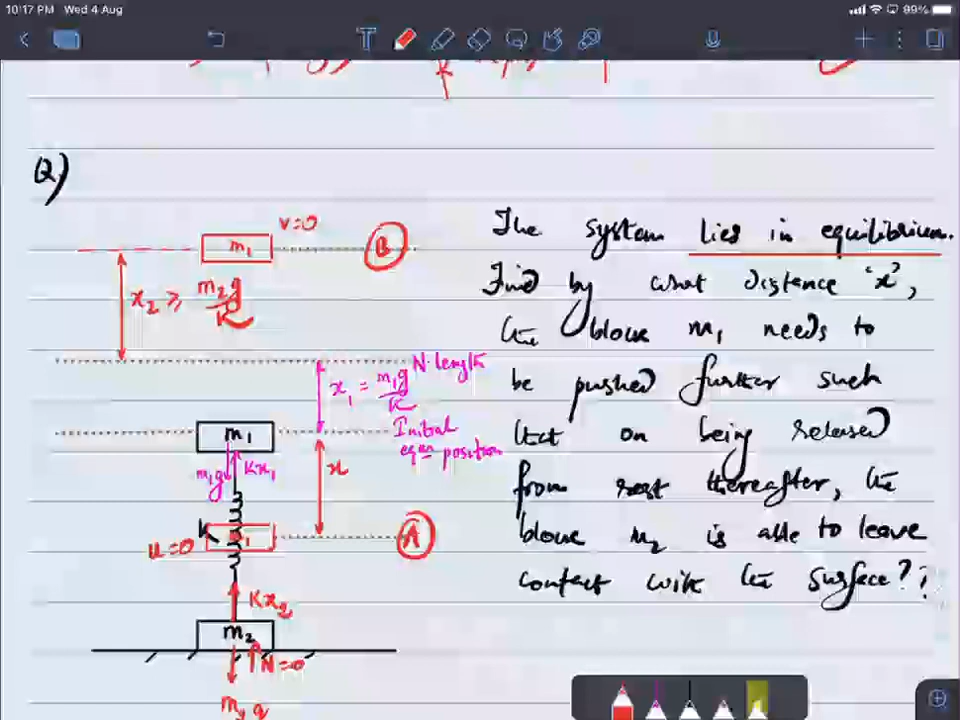 10:17 PM Wed 4 Aug
89%
Q)
The system lies in equilibrium.
Find by what distance 'x',
the block m₁ needs to
be pushed further such
that on being released
from rest thereafter, the
block m₂ is able to leave
contact with the surface??
m₁
v=0
B
x₂ ≥ m₂g/K
N.length
x₁ = m₁g/K
Initial
eqm position
m₁
m₁g
Kx₁
x
K
u=0
m₁
A
Kx₂
m₂
N=0